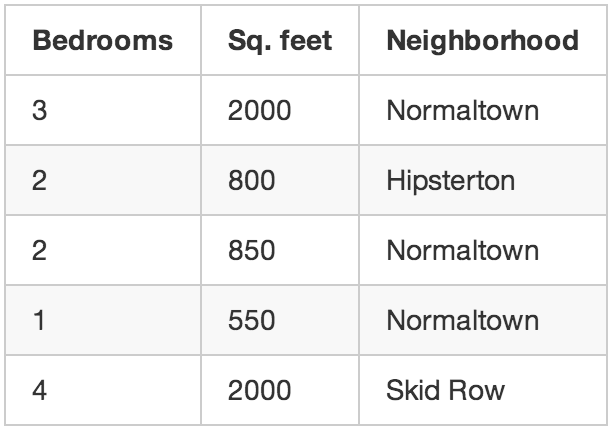 Bedrooms Sq. feet Neighborhood
3 2000 Normaltown
2 800 Hipsterton
2 850 Normaltown
1 550 Normaltown
4 2000 Skid Row